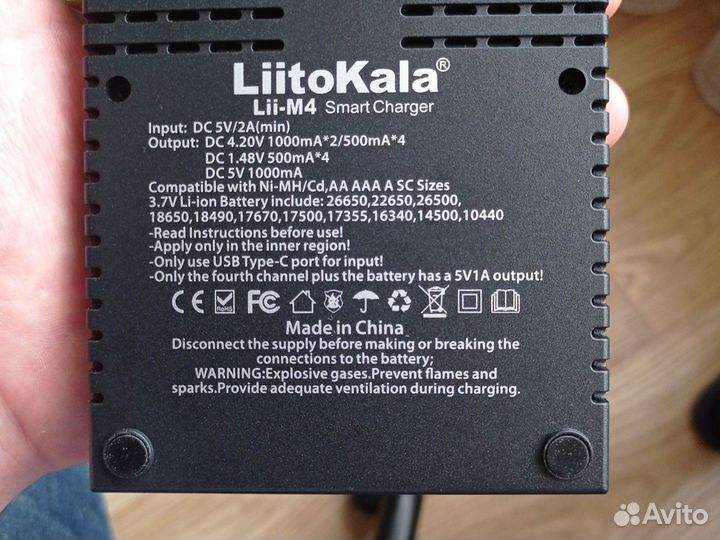 LiitoKala®
Lii-M4 Smart Charger
Input: DC 5V/2A(min)
Output: DC 4.20V 1000mA*2/500mA*4
DC 1.48V 500mA*4
DC 5V 1000mA
Compatible with Ni-MH/Cd,AA AAA A SC Sizes
3.7V Li-ion Battery include: 26650,22650,26500,
18650,18490,17670,17500,17355,16340,14500,10440
-Read Instructions before use!
-Apply only in the inner region!
-Only use USB Type-C port for input!
-Only the fourth channel plus the battery has a 5V1A output!
CE RoHS FC
Made in China
Disconnect the supply before making or breaking the
connections to the battery;
WARNING:Explosive gases.Prevent flames and
sparks.Provide adequate ventilation during charging.
Avito